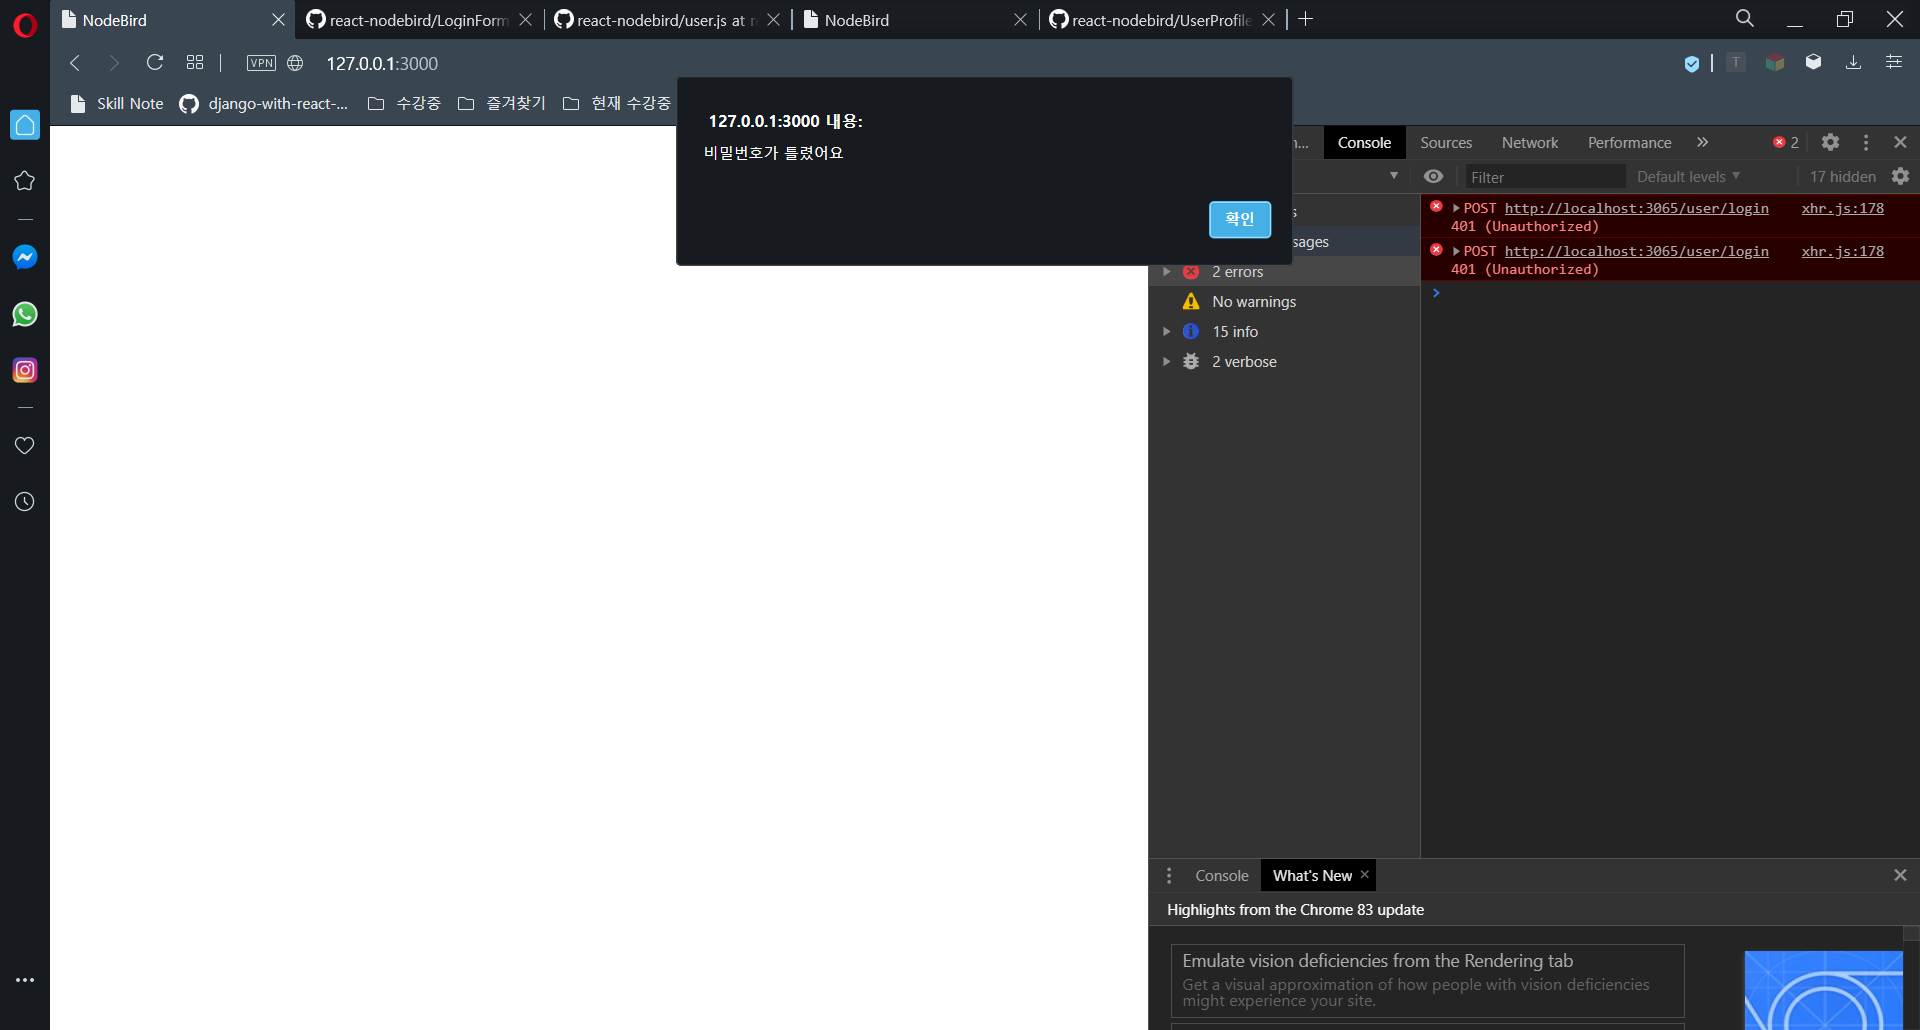 NodeBird
react-nodebird/LoginForm
react-nodebird/user.js at r
NodeBird
react-nodebird/UserProfile
VPN
127.0.0.1:3000
T
Skill Note
django-with-react-...
수강중
즐겨찾기
현재 수강중
127.0.0.1:3000 내용:
비밀번호가 틀렸어요
확인
Console
Sources
Network
Performance
2
Filter
Default levels
17 hidden
2 errors
No warnings
15 info
2 verbose
POST http://localhost:3065/user/login xhr.js:178
401 (Unauthorized)
POST http://localhost:3065/user/login xhr.js:178
401 (Unauthorized)
Console
What's New
Highlights from the Chrome 83 update
Emulate vision deficiencies from the Rendering tab
Get a visual approximation of how people with vision deficiencies
might experience your site.